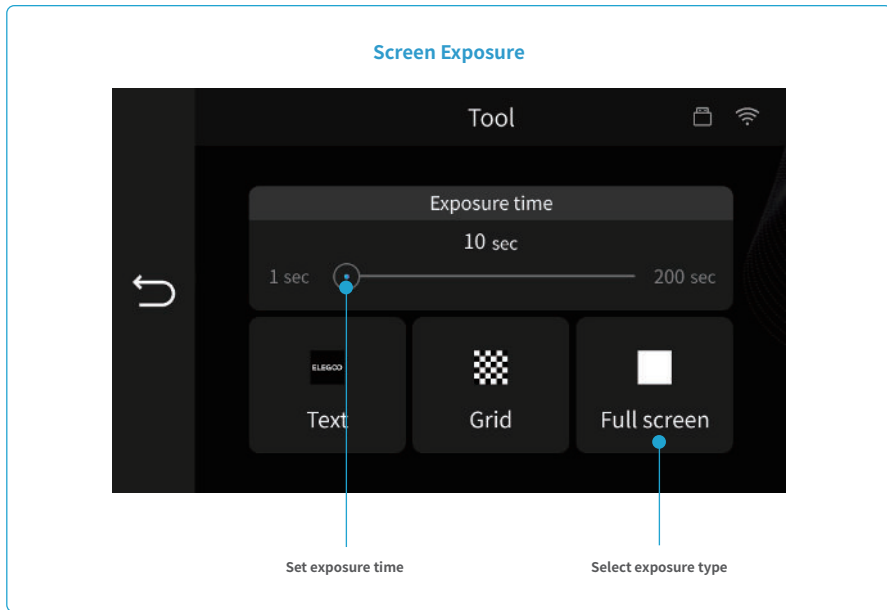 Screen Exposure
Tool
Exposure time
10 sec
1 sec 200 sec
ELEGOO
Text Grid Full screen
Set exposure time Select exposure type